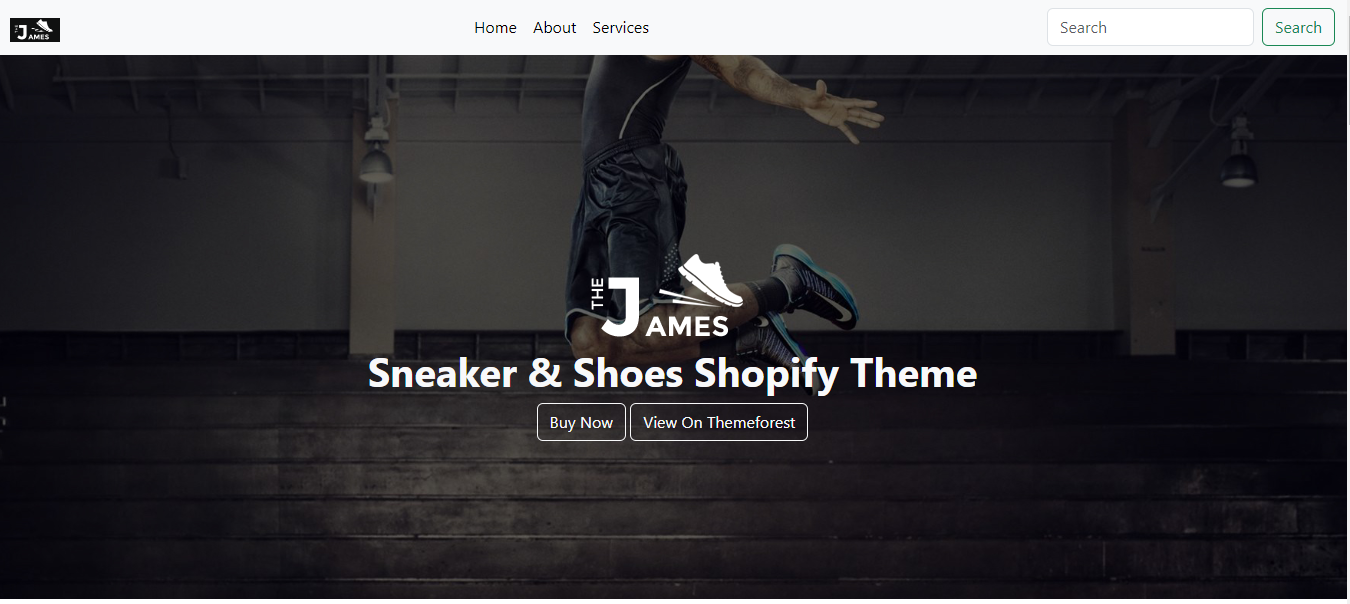 THE JAMES
Home About Services
Search
Search
THE JAMES
Sneaker & Shoes Shopify Theme
Buy Now View On Themeforest